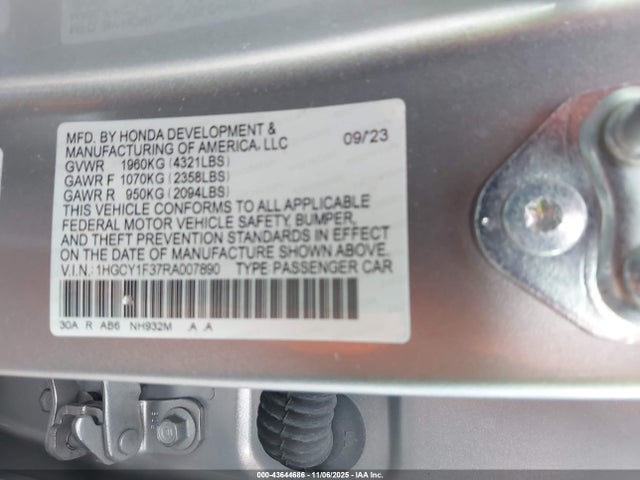 MFD. BY HONDA DEVELOPMENT &
MANUFACTURING OF AMERICA, LLC 09/23
GVWR 1960KG (4321LBS)
GAWR F 1070KG (2358LBS)
GAWR R 950KG (2094LBS)
THIS VEHICLE CONFORMS TO ALL APPLICABLE
FEDERAL MOTOR VEHICLE SAFETY, BUMPER,
AND THEFT PREVENTION STANDARDS IN EFFECT
ON THE DATE OF MANUFACTURE SHOWN ABOVE.
V.I.N.: 1HGCY1F37RA007890 TYPE PASSENGER CAR
30A R AB6 NH932M A A
000-43644686 - 11/06/2025 - IAA Inc.